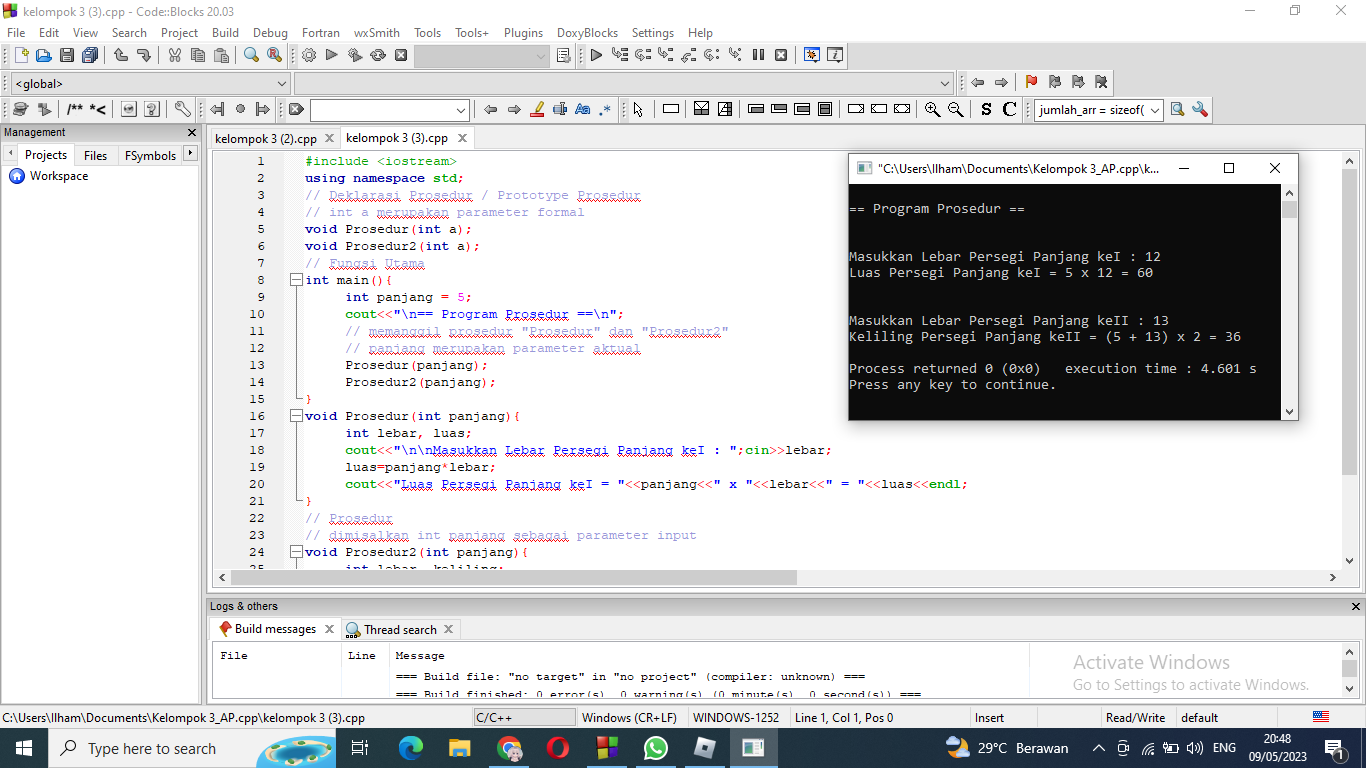 kelompok 3 (3).cpp - Code::Blocks 20.03
File Edit View Search Project Build Debug Fortran wxSmith Tools Tools+ Plugins DoxyBlocks Settings Help
<global>
/** *<
S C
jumlah_arr = sizeof(
Management
Projects Files FSymbols
Workspace
kelompok 3 (2).cpp
kelompok 3 (3).cpp
1 #include <iostream>
2 using namespace std;
3 // Deklarasi Prosedur / Prototype Prosedur
4 // int a merupakan parameter formal
5 void Prosedur(int a);
6 void Prosedur2(int a);
7 // Fungsi Utama
8 int main(){
9 int panjang = 5;
10 cout<<"\n== Program Prosedur ==\n";
11 // memanggil prosedur "Prosedur" dan "Prosedur2"
12 // panjang merupakan parameter aktual
13 Prosedur(panjang);
14 Prosedur2(panjang);
15 }
16 void Prosedur(int panjang){
17 int lebar, luas;
18 cout<<"\n\nMasukkan Lebar Persegi Panjang keI : ";cin>>lebar;
19 luas=panjang*lebar;
20 cout<<"Luas Persegi Panjang keI = "<<panjang<<" x "<<lebar<<" = "<<luas<<endl;
21 }
22 // Prosedur
23 // dimisalkan int panjang sebagai parameter input
24 void Prosedur2(int panjang){
25 int lebar, keliling;
"C:\Users\Ilham\Documents\Kelompok 3_AP.cpp\k...
== Program Prosedur ==
Masukkan Lebar Persegi Panjang keI : 12
Luas Persegi Panjang keI = 5 x 12 = 60
Masukkan Lebar Persegi Panjang keII : 13
Keliling Persegi Panjang keII = (5 + 13) x 2 = 36
Process returned 0 (0x0) execution time : 4.601 s
Press any key to continue.
Logs & others
Build messages
Thread search
File Line Message
=== Build file: "no target" in "no project" (compiler: unknown) ===
=== Build finished: 0 error(s), 0 warning(s) (0 minute(s), 0 second(s)) ===
Activate Windows
Go to Settings to activate Windows.
C:\Users\Ilham\Documents\Kelompok 3_AP.cpp\kelompok 3 (3).cpp
C/C++
Windows (CR+LF)
WINDOWS-1252
Line 1, Col 1, Pos 0
Insert
Read/Write
default
Type here to search
29°C Berawan
ENG
20:48
09/05/2023
1